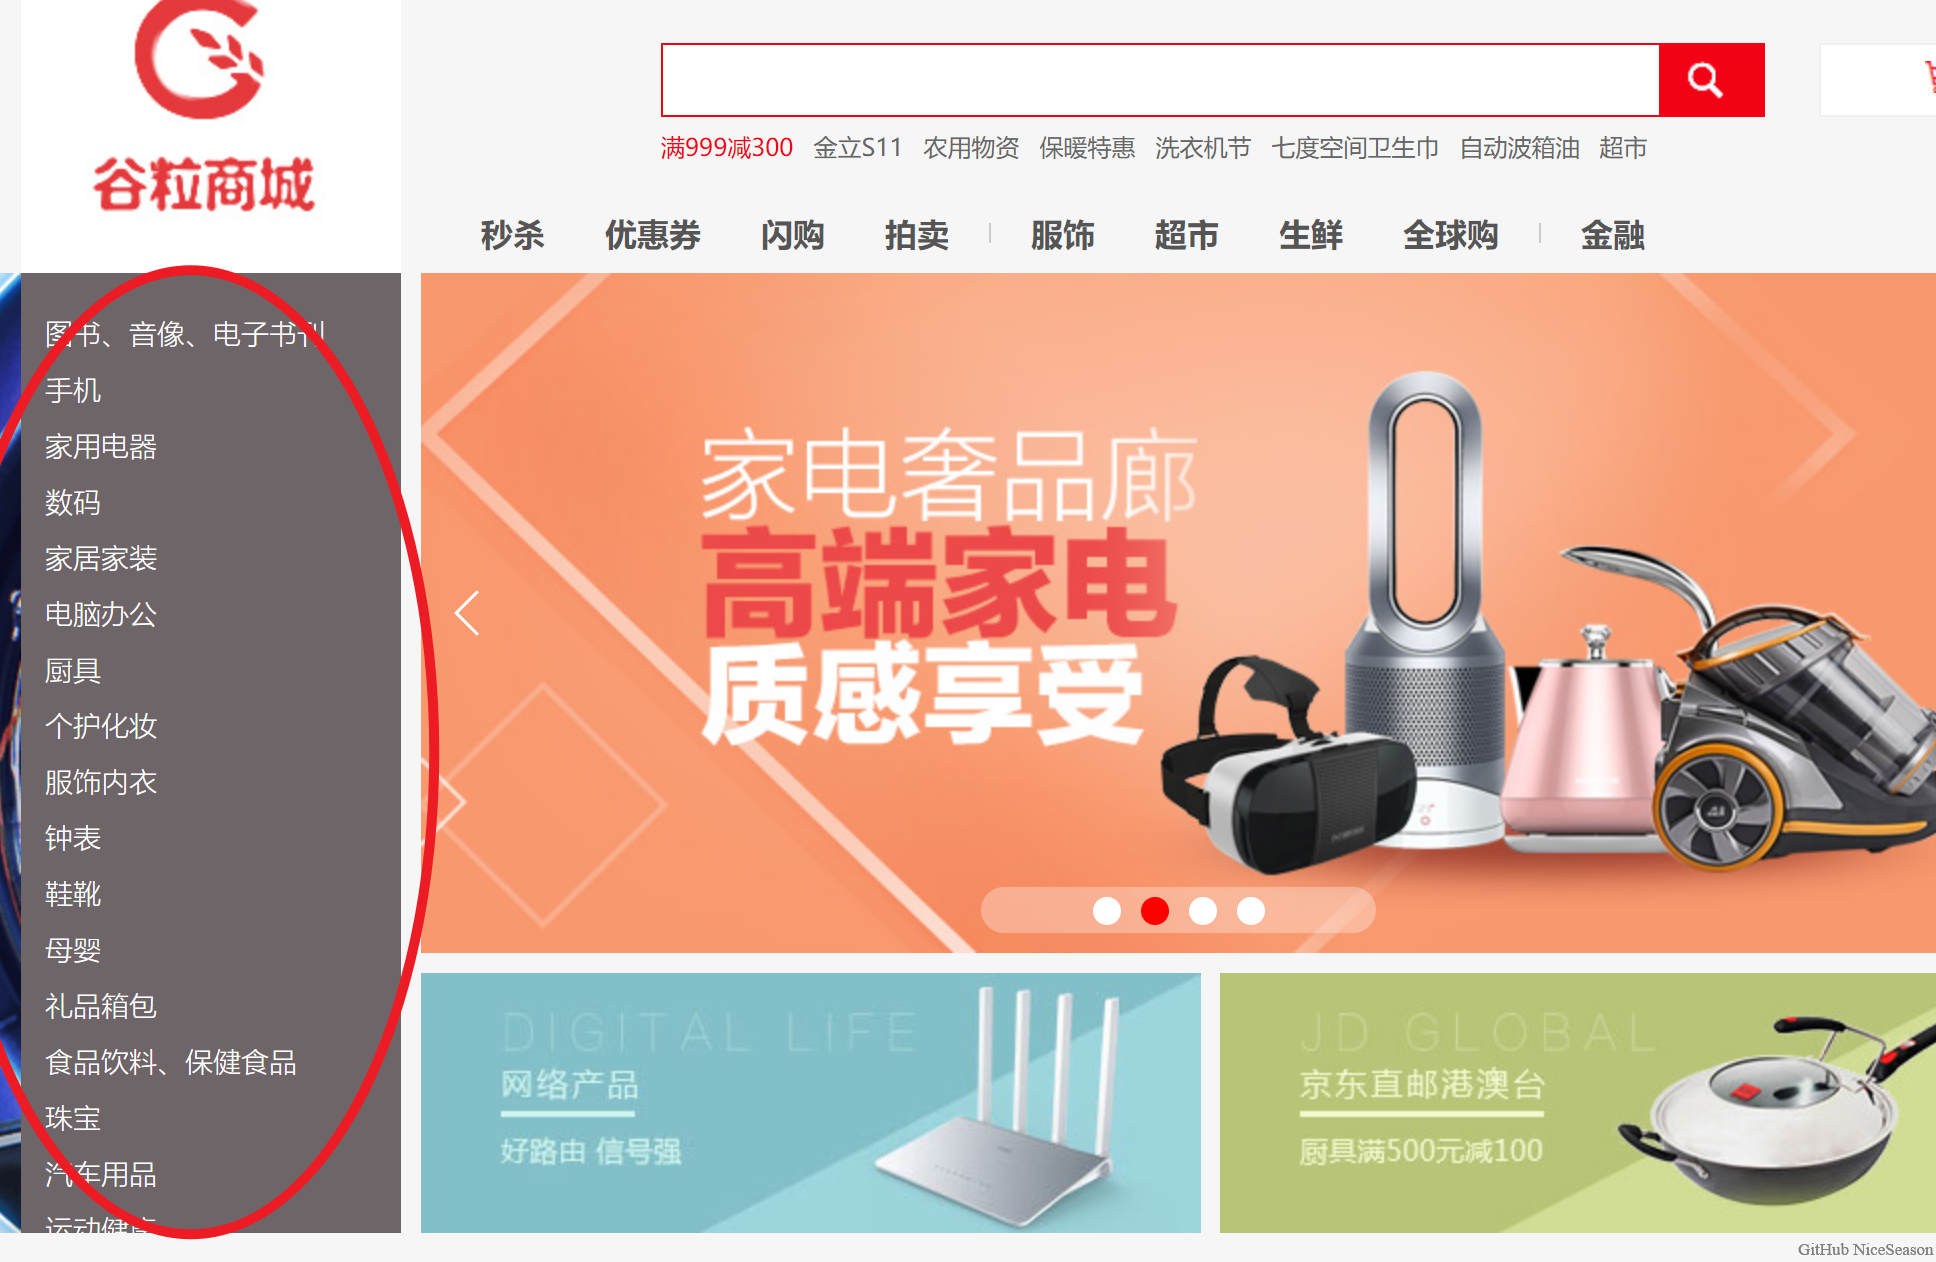 谷粒商城
满999减300 金立S11 农用物资 保暖特惠 洗衣机节 七度空间卫生巾 自动波箱油 超市
秒杀 优惠券 闪购 拍卖 服饰 超市 生鲜 全球购 金融
图书、音像、电子书刊
手机
家用电器
数码
家居家装
电脑办公
厨具
个护化妆
服饰内衣
钟表
鞋靴
母婴
礼品箱包
食品饮料、保健食品
珠宝
汽车用品
运动健康
家电奢品廊
高端家电
质感享受
DIGITAL LIFE
网络产品
好路由 信号强
JD GLOBAL
京东直邮港澳台
厨具满500元减100
GitHub NiceSeason